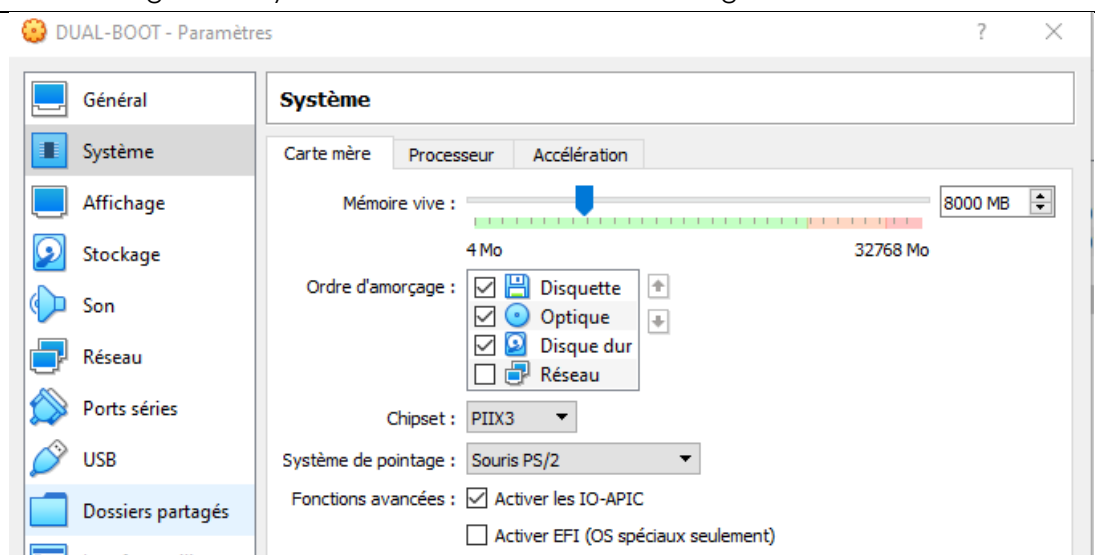 DUAL-BOOT - Paramètres
Général
Système
Affichage
Stockage
Son
Réseau
Ports séries
USB
Dossiers partagés
Système
Carte mère Processeur Accélération
Mémoire vive : 8000 MB
4 Mo 32768 Mo
Ordre d'amorçage : Disquette
Optique
Disque dur
Réseau
Chipset : PIIX3
Système de pointage : Souris PS/2
Fonctions avancées : Activer les IO-APIC
Activer EFI (OS spéciaux seulement)